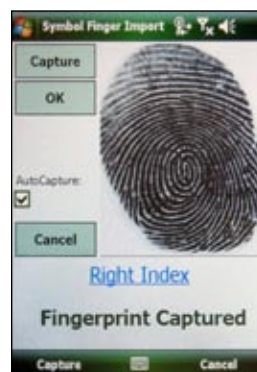 Symbol Finger Import
Capture
OK
AutoCapture:
Cancel
Right Index
Fingerprint Captured
Capture
Cancel